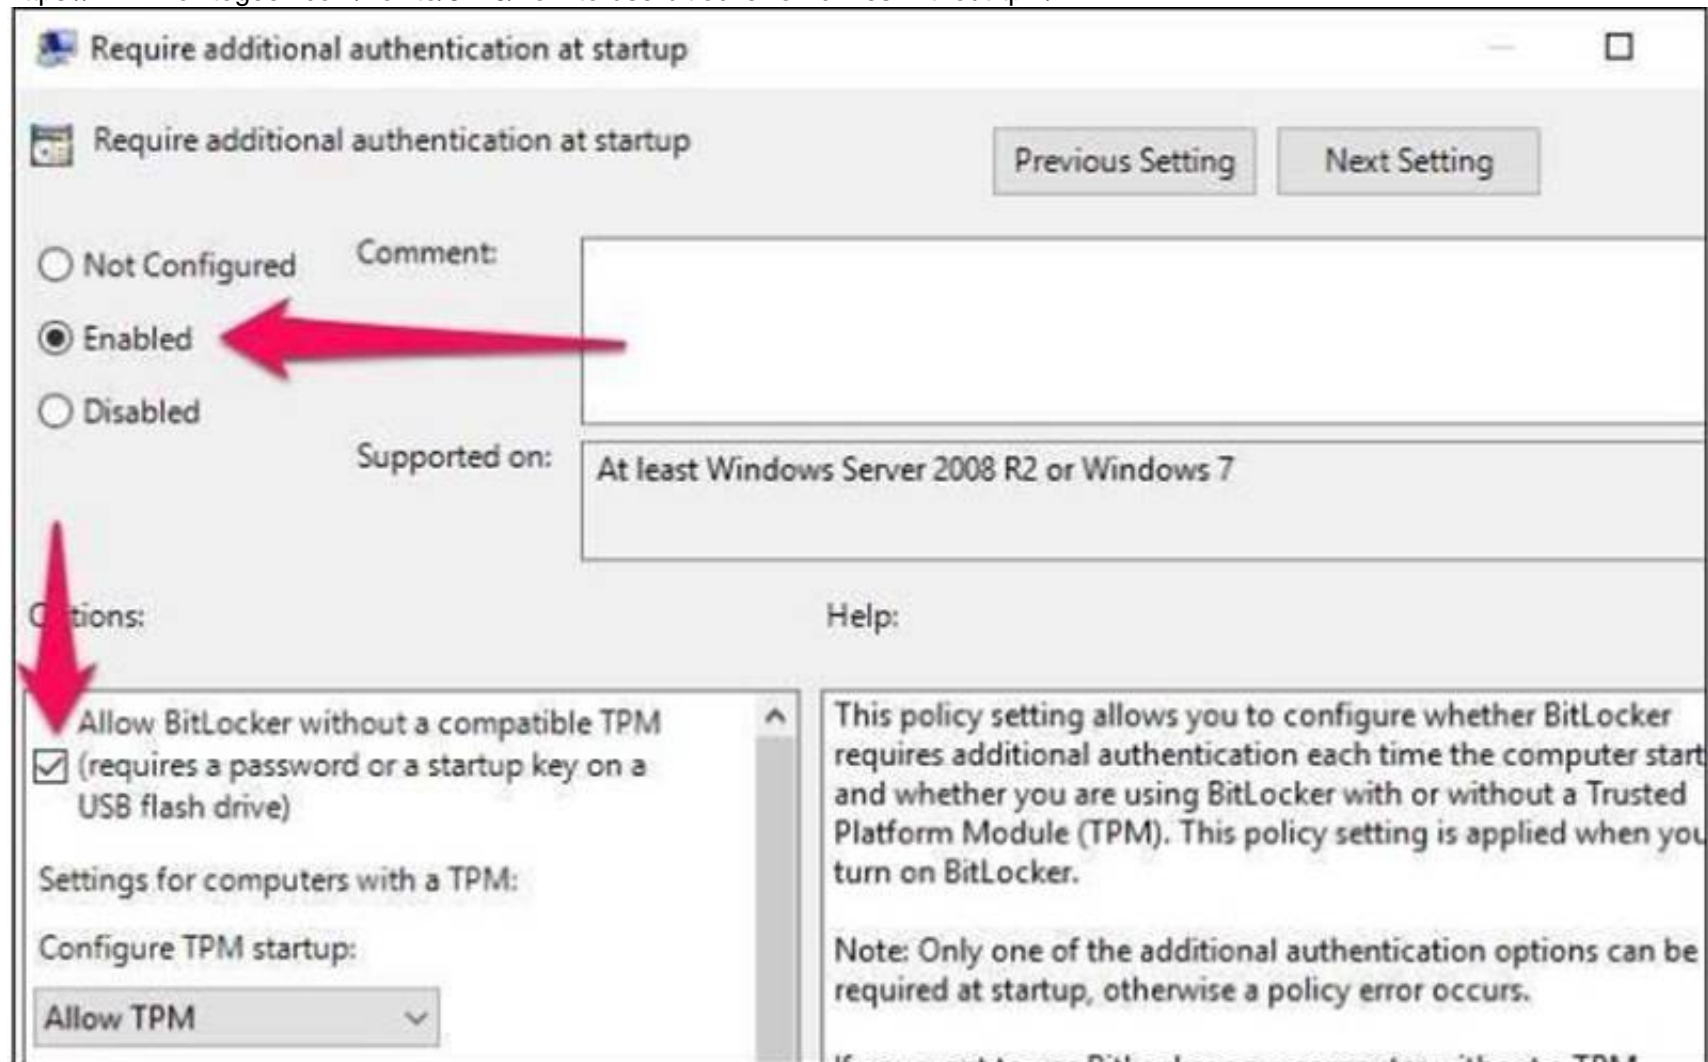 Require additional authentication at startup
Require additional authentication at startup
Previous Setting
Next Setting
Not Configured
Comment:
Enabled
Disabled
Supported on:
At least Windows Server 2008 R2 or Windows 7
Options:
Help:
Allow BitLocker without a compatible TPM
(requires a password or a startup key on a
USB flash drive)
Settings for computers with a TPM:
Configure TPM startup:
Allow TPM
This policy setting allows you to configure whether BitLocker
requires additional authentication each time the computer start
and whether you are using BitLocker with or without a Trusted
Platform Module (TPM). This policy setting is applied when you
turn on BitLocker.
Note: Only one of the additional authentication options can be
required at startup, otherwise a policy error occurs.